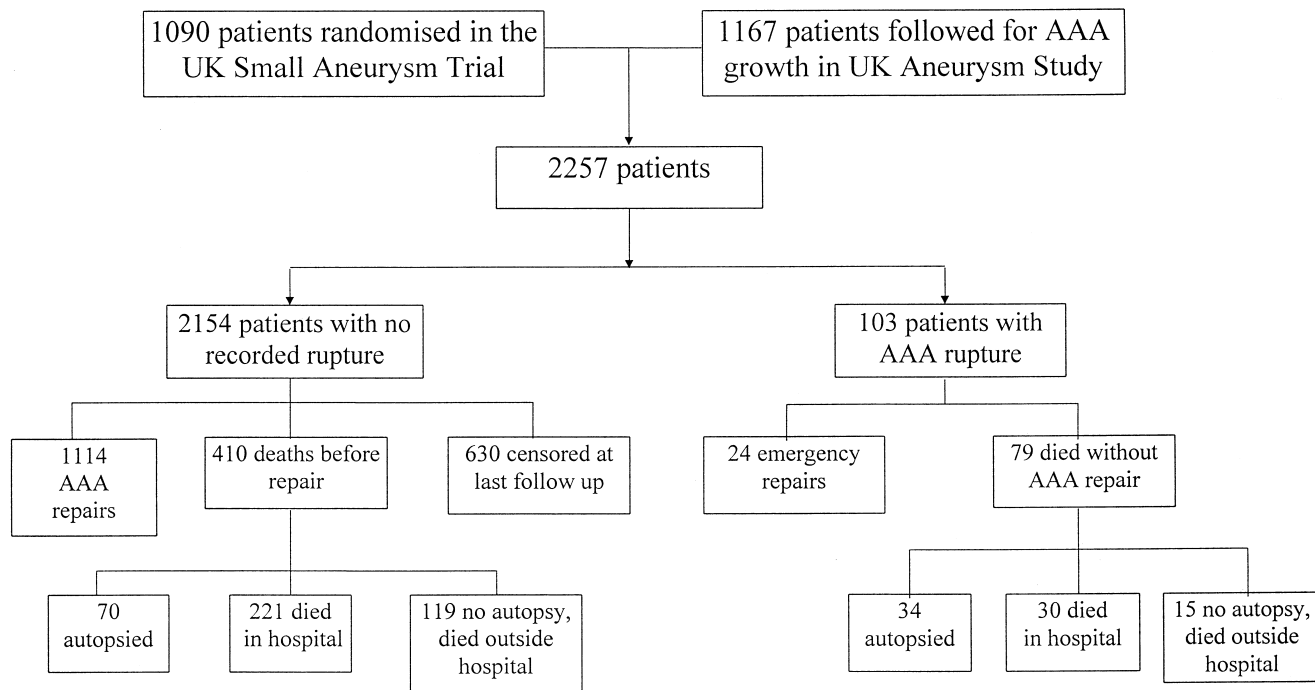 1090 patients randomised in the
UK Small Aneurysm Trial
1167 patients followed for AAA
growth in UK Aneurysm Study
2257 patients
2154 patients with no
recorded rupture
103 patients with
AAA rupture
1114
AAA
repairs
410 deaths before
repair
630 censored at
last follow up
24 emergency
repairs
79 died without
AAA repair
70
autopsied
221 died
in hospital
119 no autopsy,
died outside
hospital
34
autopsied
30 died
in hospital
15 no autopsy,
died outside
hospital